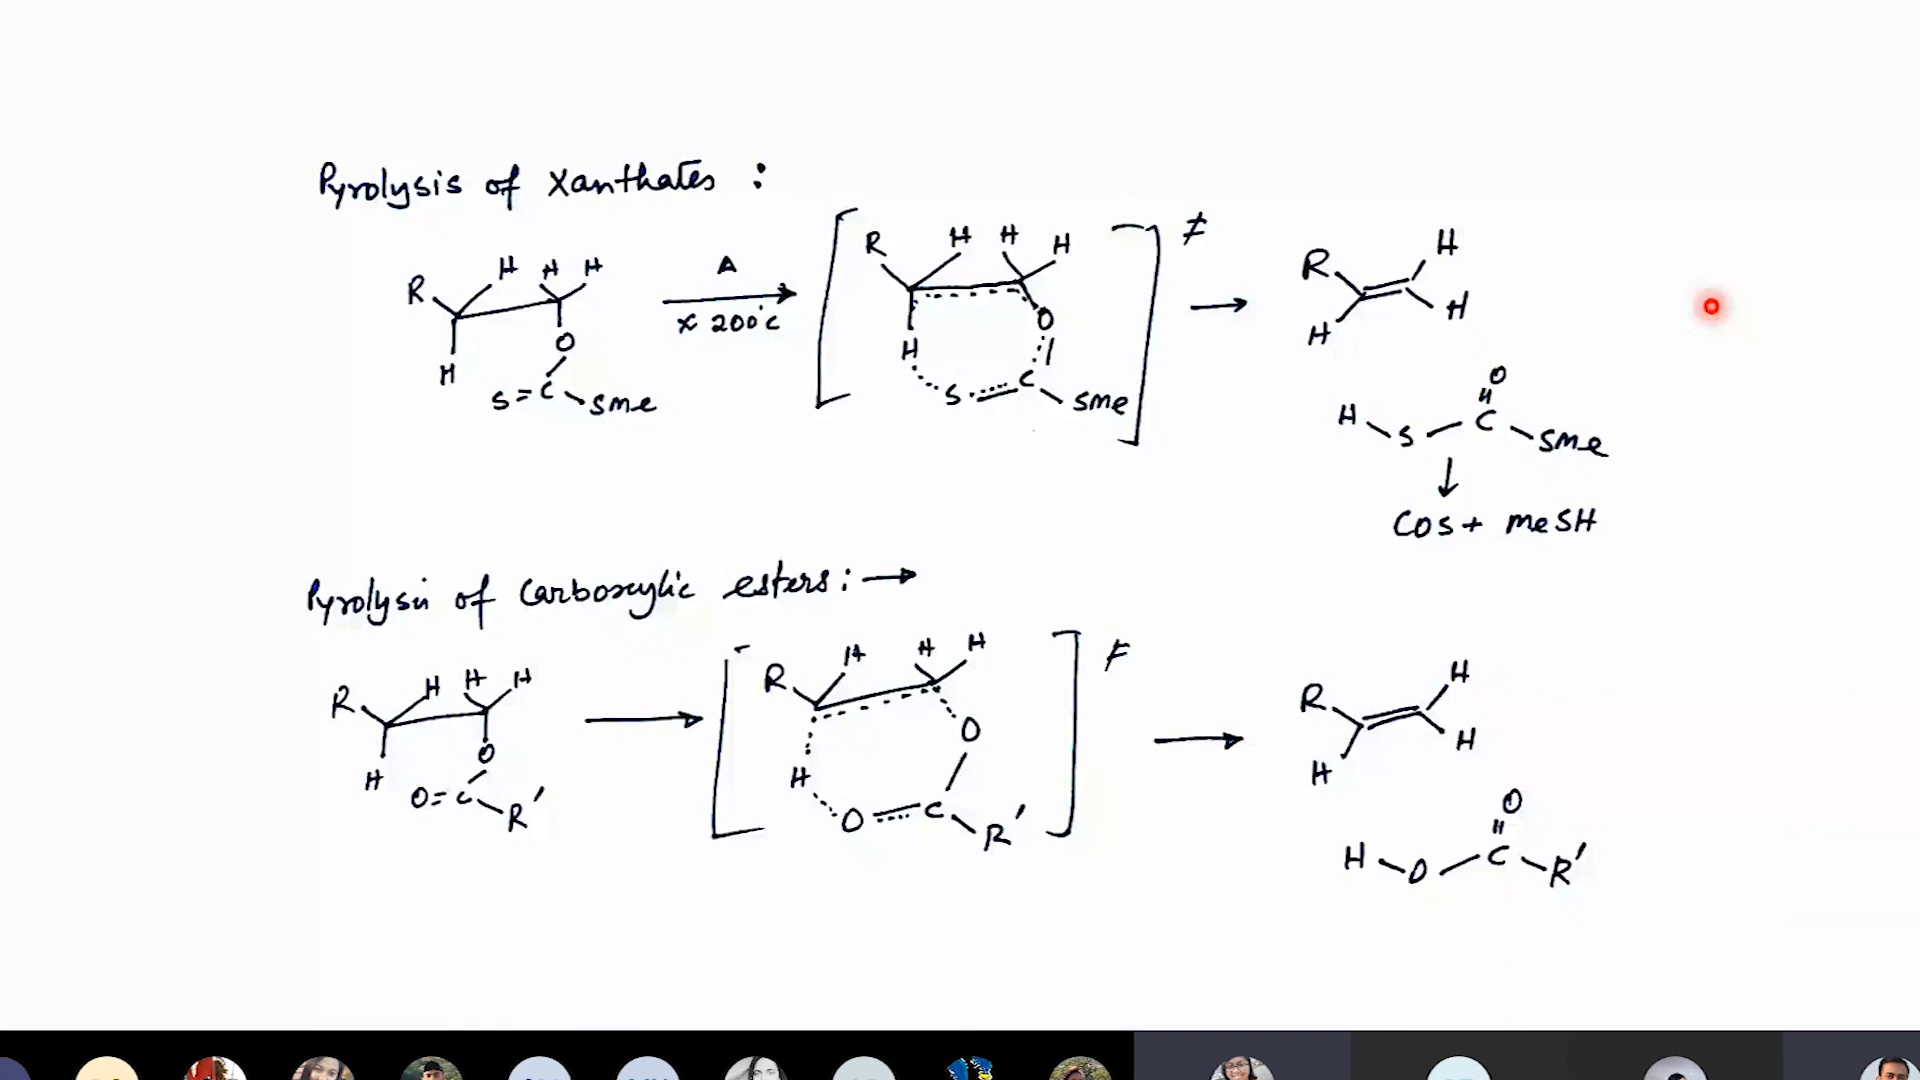 Pyrolysis of Xanthates :
R H H H
H
O
S=C SMe
Δ
× 200°C
R H H H
H
O
S C SMe
≠
R H
H H
O
H S C SMe
COS + MeSH
Pyrolysis of Carboxylic esters : →
R H H H
H
O
O=C R'
R H H H
O
H
O C R'
≠
R H
H H
O
H O C R'